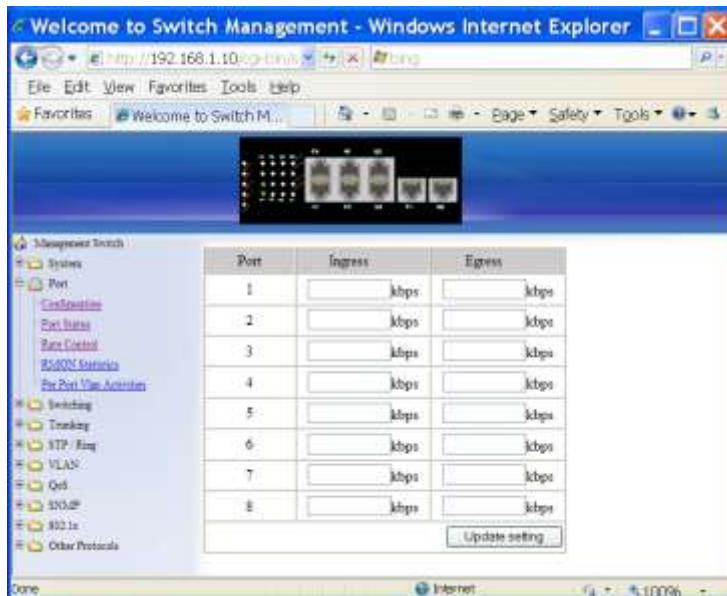 Welcome to Switch Management - Windows Internet Explorer
http://192.168.1.10/cgi-bin/s
bing
File Edit View Favorites Tools Help
Favorites Welcome to Switch M... Page Safety Tools
Management Switch
System
Port
Configuration
Port Status
Rate Control
RMON Statistics
Per Port Vlan Activities
Switching
Trunking
STP / Ring
VLAN
QoS
SNMP
802.1x
Other Protocols
Port Ingress Egress
1 kbps kbps
2 kbps kbps
3 kbps kbps
4 kbps kbps
5 kbps kbps
6 kbps kbps
7 kbps kbps
8 kbps kbps
Update setting
Done Internet 100%